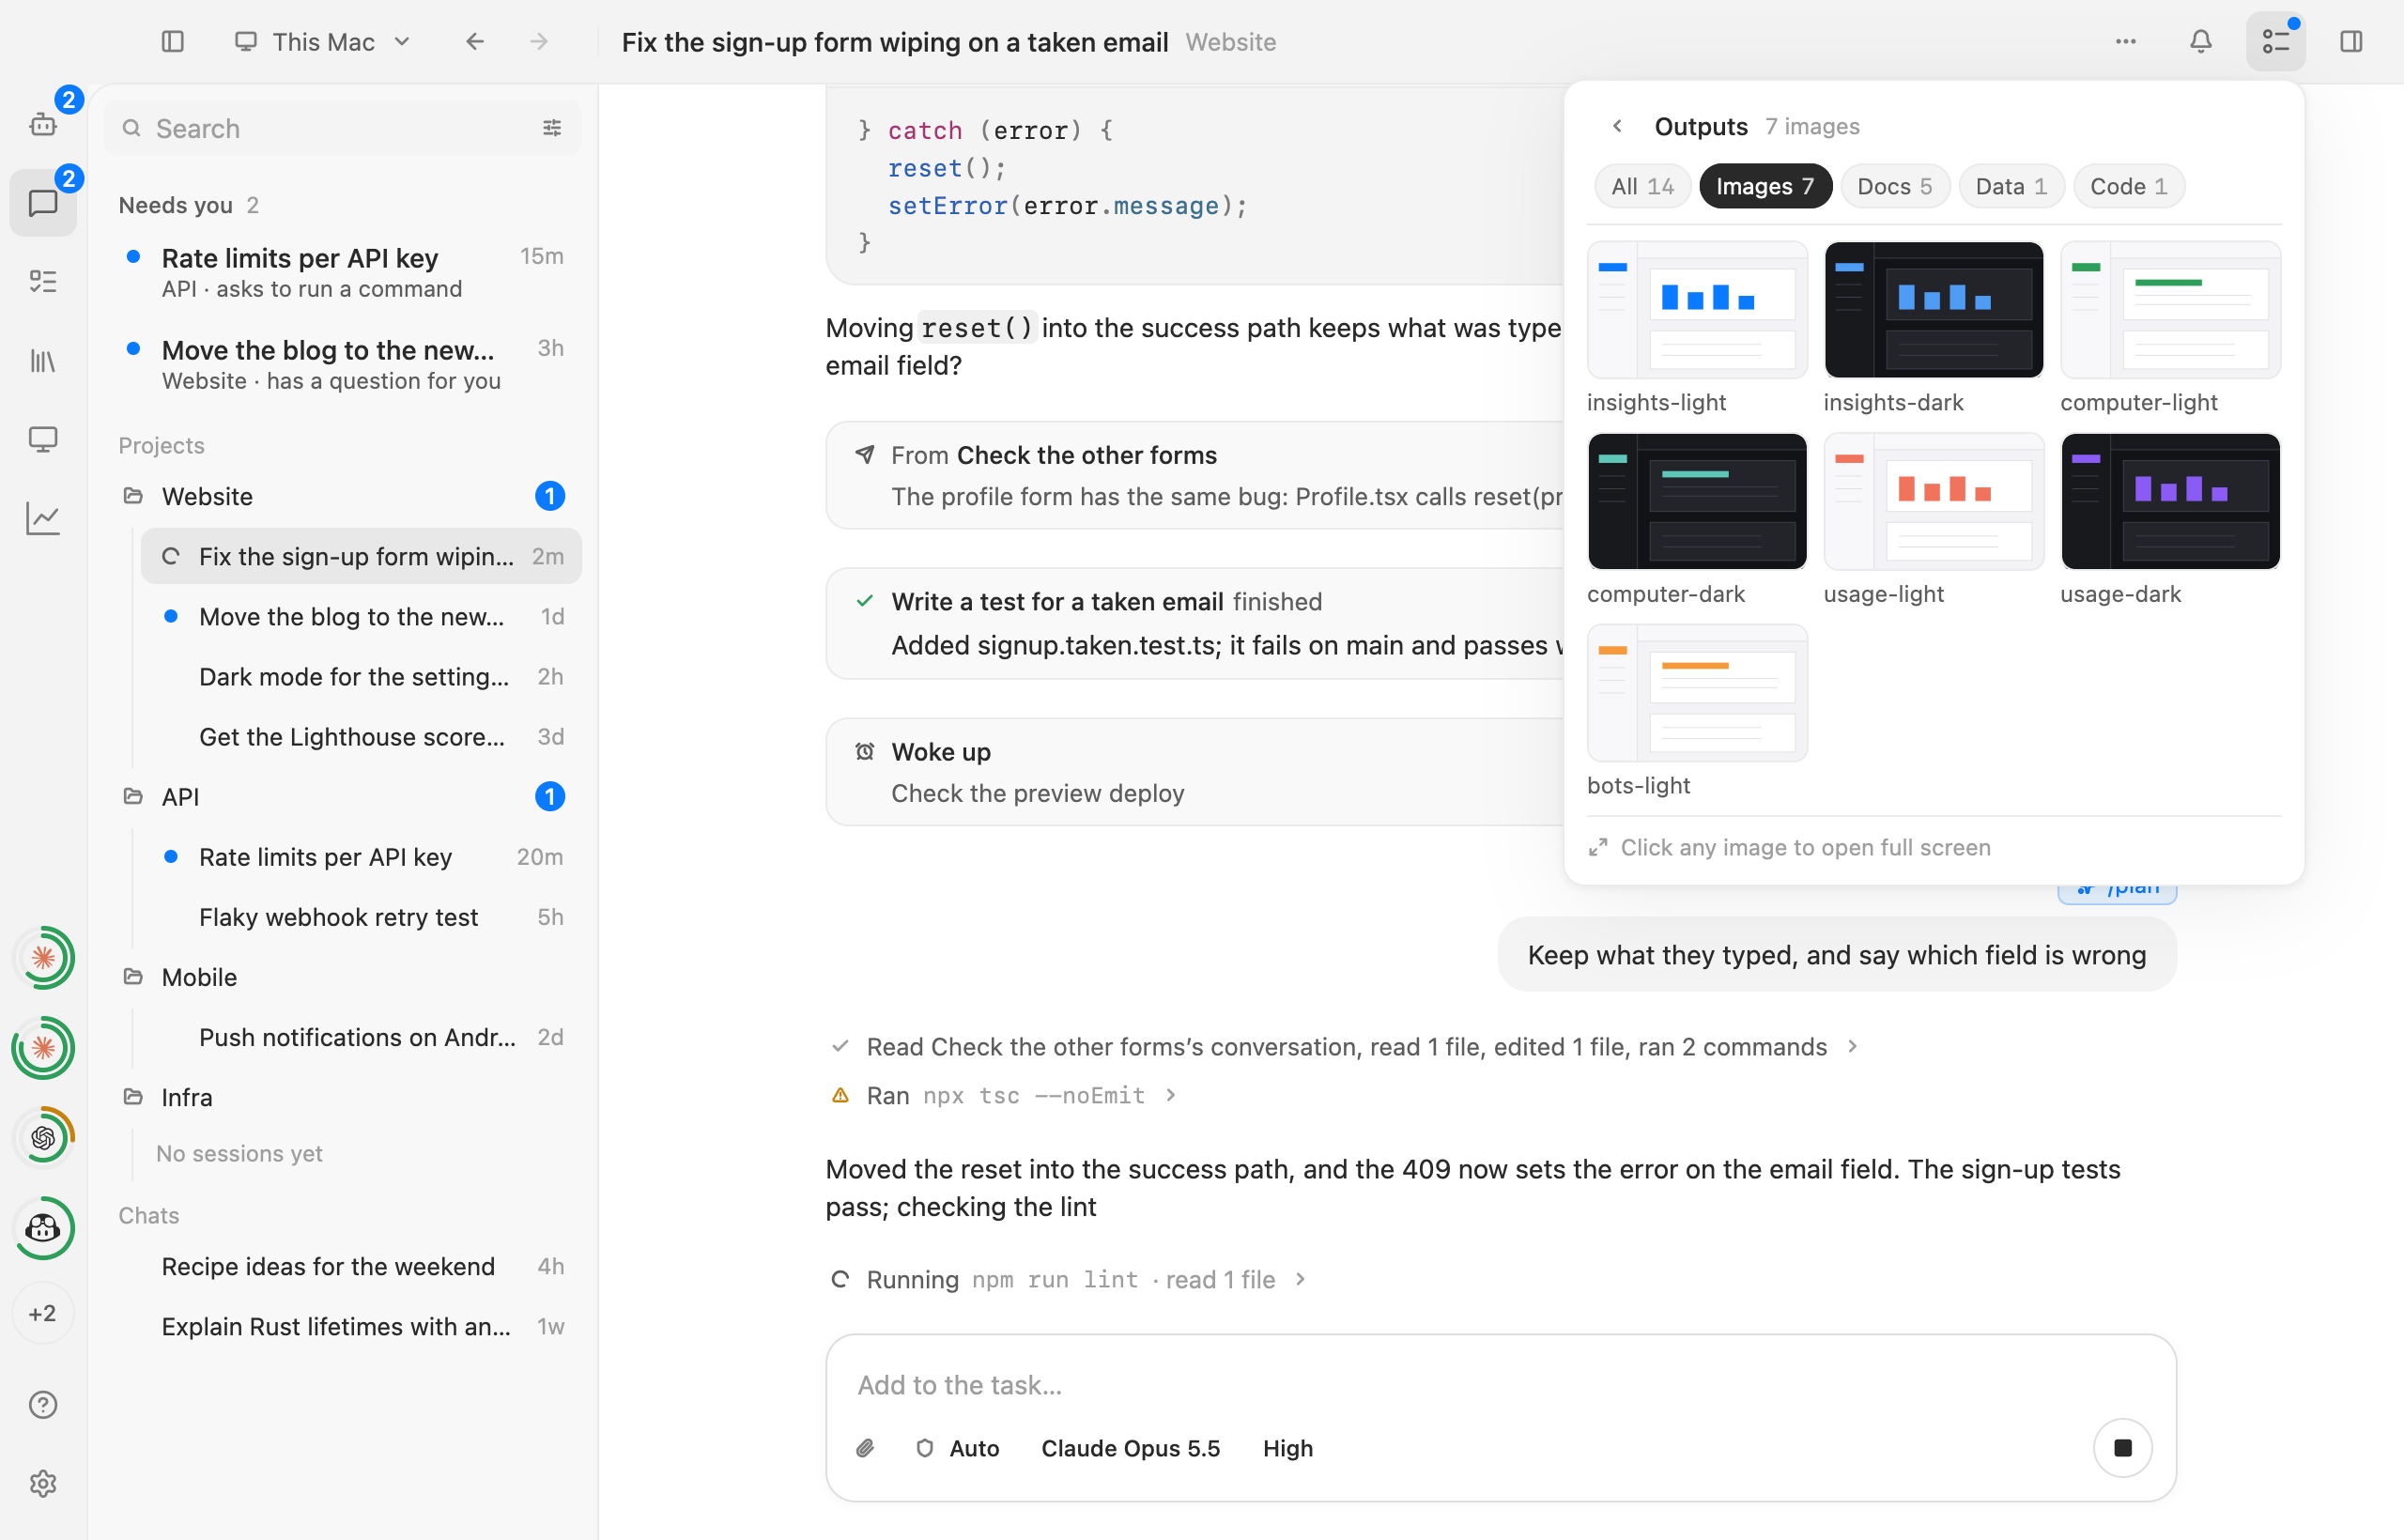 This Mac
Fix the sign-up form wiping on a taken email Website
2
2
Search
Needs you 2
Rate limits per API key 15m
API · asks to run a command
Move the blog to the new... 3h
Website · has a question for you
Projects
Website 1
Fix the sign-up form wipin... 2m
Move the blog to the new... 1d
Dark mode for the setting... 2h
Get the Lighthouse score... 3d
API 1
Rate limits per API key 20m
Flaky webhook retry test 5h
Mobile
Push notifications on Andr... 2d
Infra
No sessions yet
Chats
Recipe ideas for the weekend 4h
Explain Rust lifetimes with an... 1w
+2
} catch (error) {
reset();
setError(error.message);
}
Moving reset() into the success path keeps what was type
email field?
From Check the other forms
The profile form has the same bug: Profile.tsx calls reset(pr
Write a test for a taken email finished
Added signup.taken.test.ts; it fails on main and passes
Woke up
Check the preview deploy
/plan
Keep what they typed, and say which field is wrong
Read Check the other forms’s conversation, read 1 file, edited 1 file, ran 2 commands
Ran npx tsc --noEmit
Moved the reset into the success path, and the 409 now sets the error on the email field. The sign-up tests
pass; checking the lint
Running npm run lint · read 1 file
Add to the task...
Auto Claude Opus 5.5 High
Outputs 7 images
All 14 Images 7 Docs 5 Data 1 Code 1
insights-light insights-dark computer-light
computer-dark usage-light usage-dark
bots-light
Click any image to open full screen